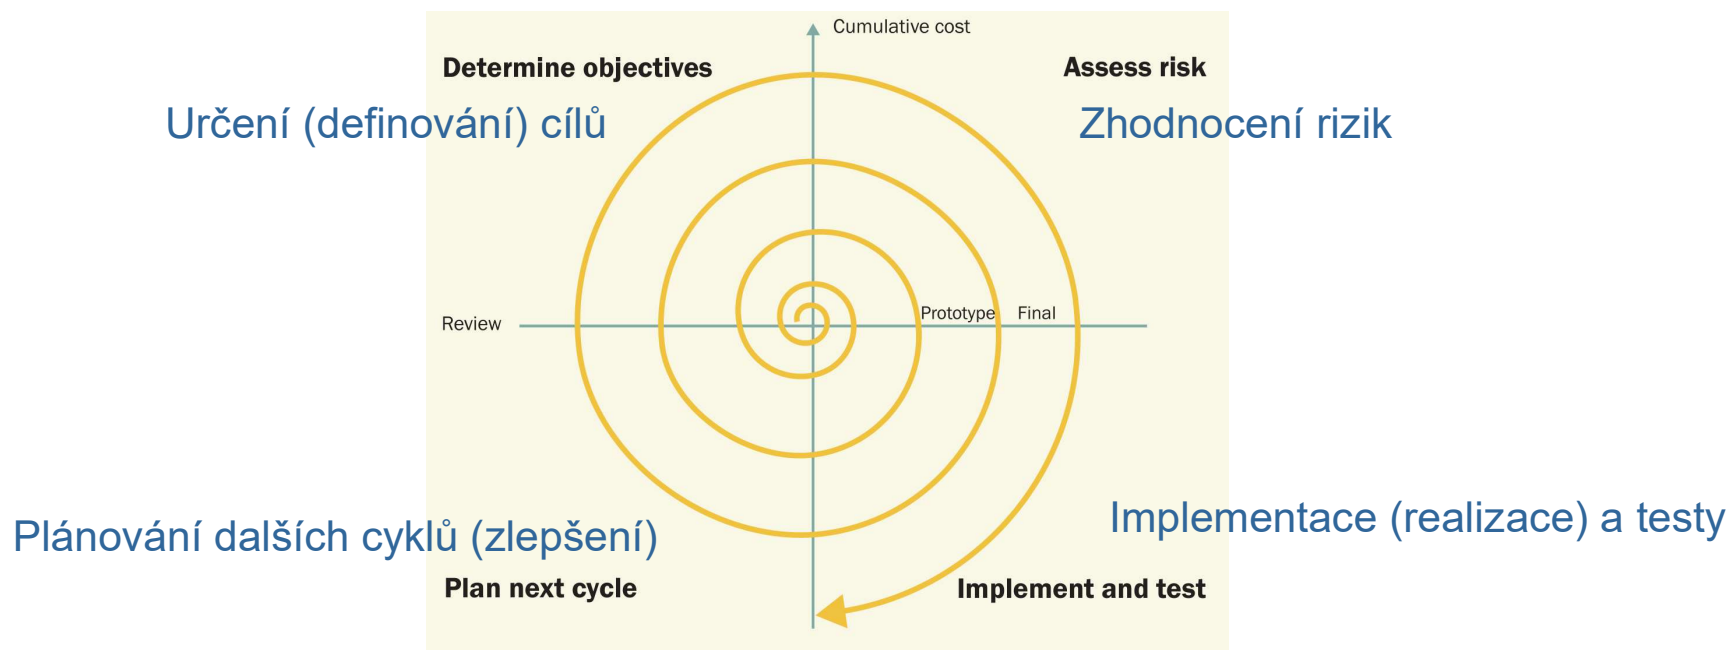 Cumulative cost
Determine objectives
Assess risk
Určení (definování) cílů
Zhodnocení rizik
Review
Prototype
Final
Implementace (realizace) a testy
Plánování dalších cyklů (zlepšení)
Plan next cycle
Implement and test